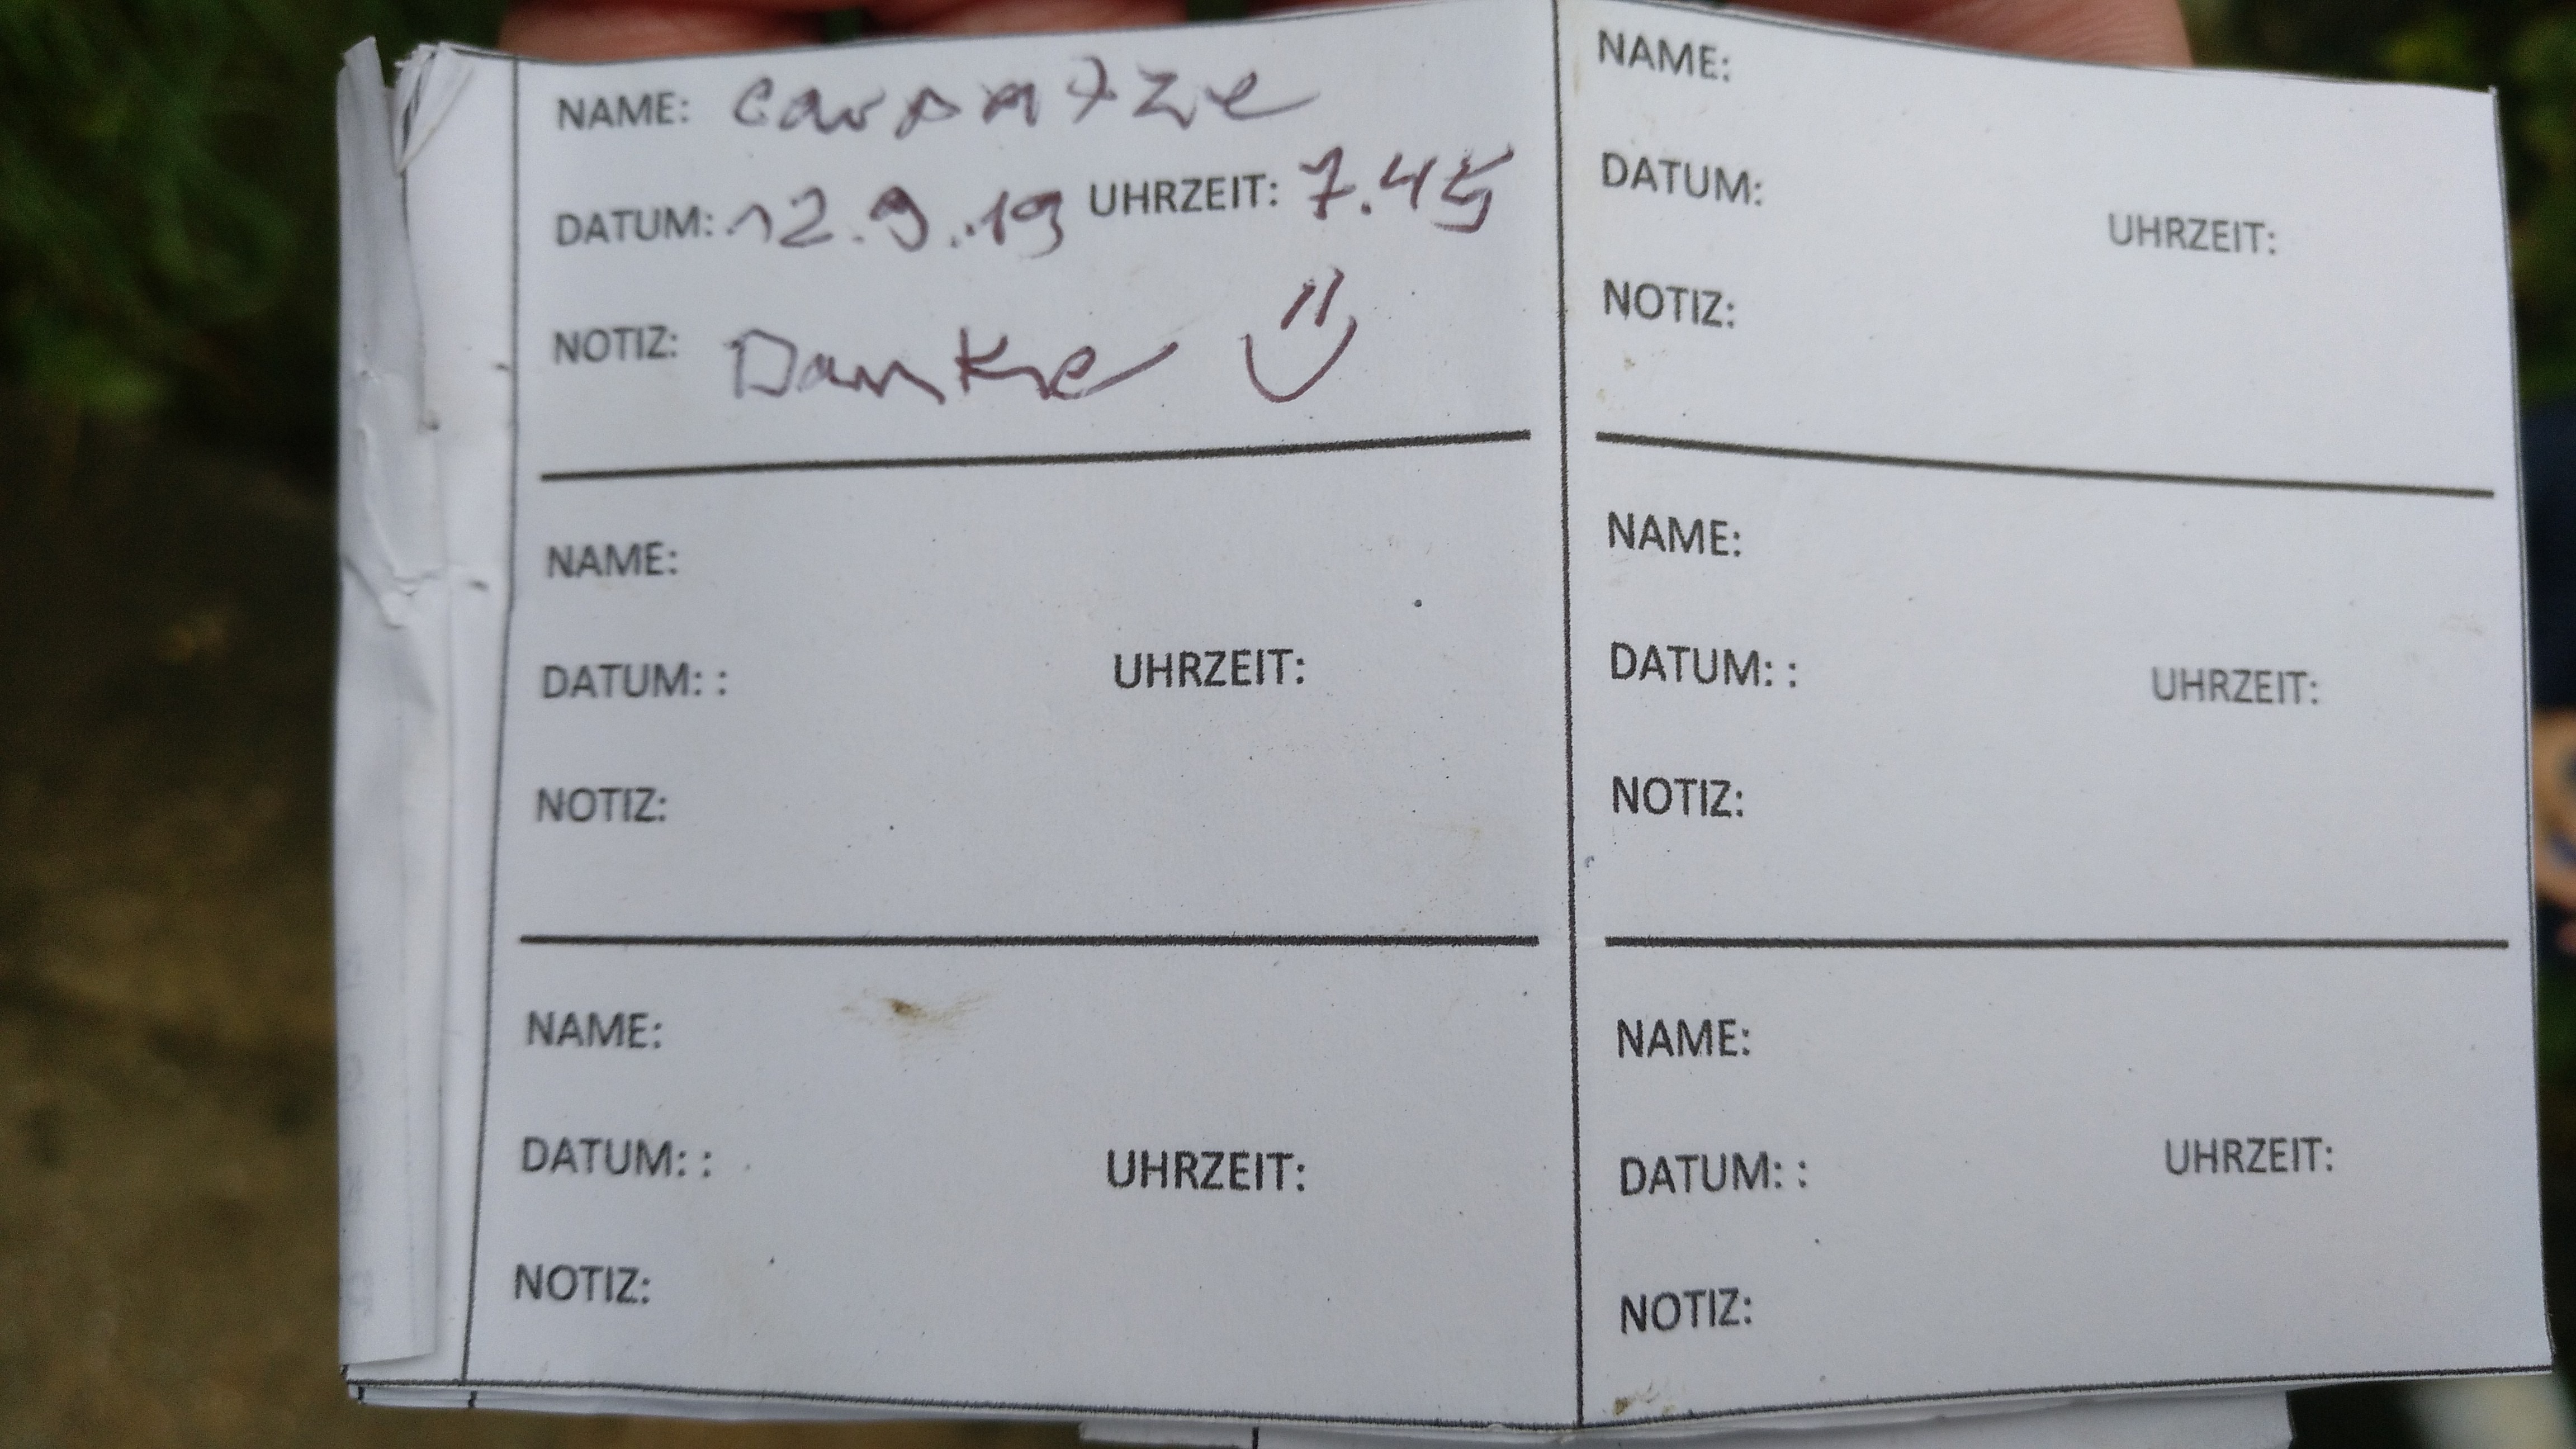 NAME: carpatze
DATUM: 12.9.19 UHRZEIT: 7.45
NOTIZ: Danke
NAME:
DATUM: : UHRZEIT:
NOTIZ:
NAME:
DATUM: : UHRZEIT:
NOTIZ:
NAME:
DATUM:
UHRZEIT:
NOTIZ:
NAME:
DATUM: : UHRZEIT:
NOTIZ:
NAME:
DATUM: : UHRZEIT:
NOTIZ: